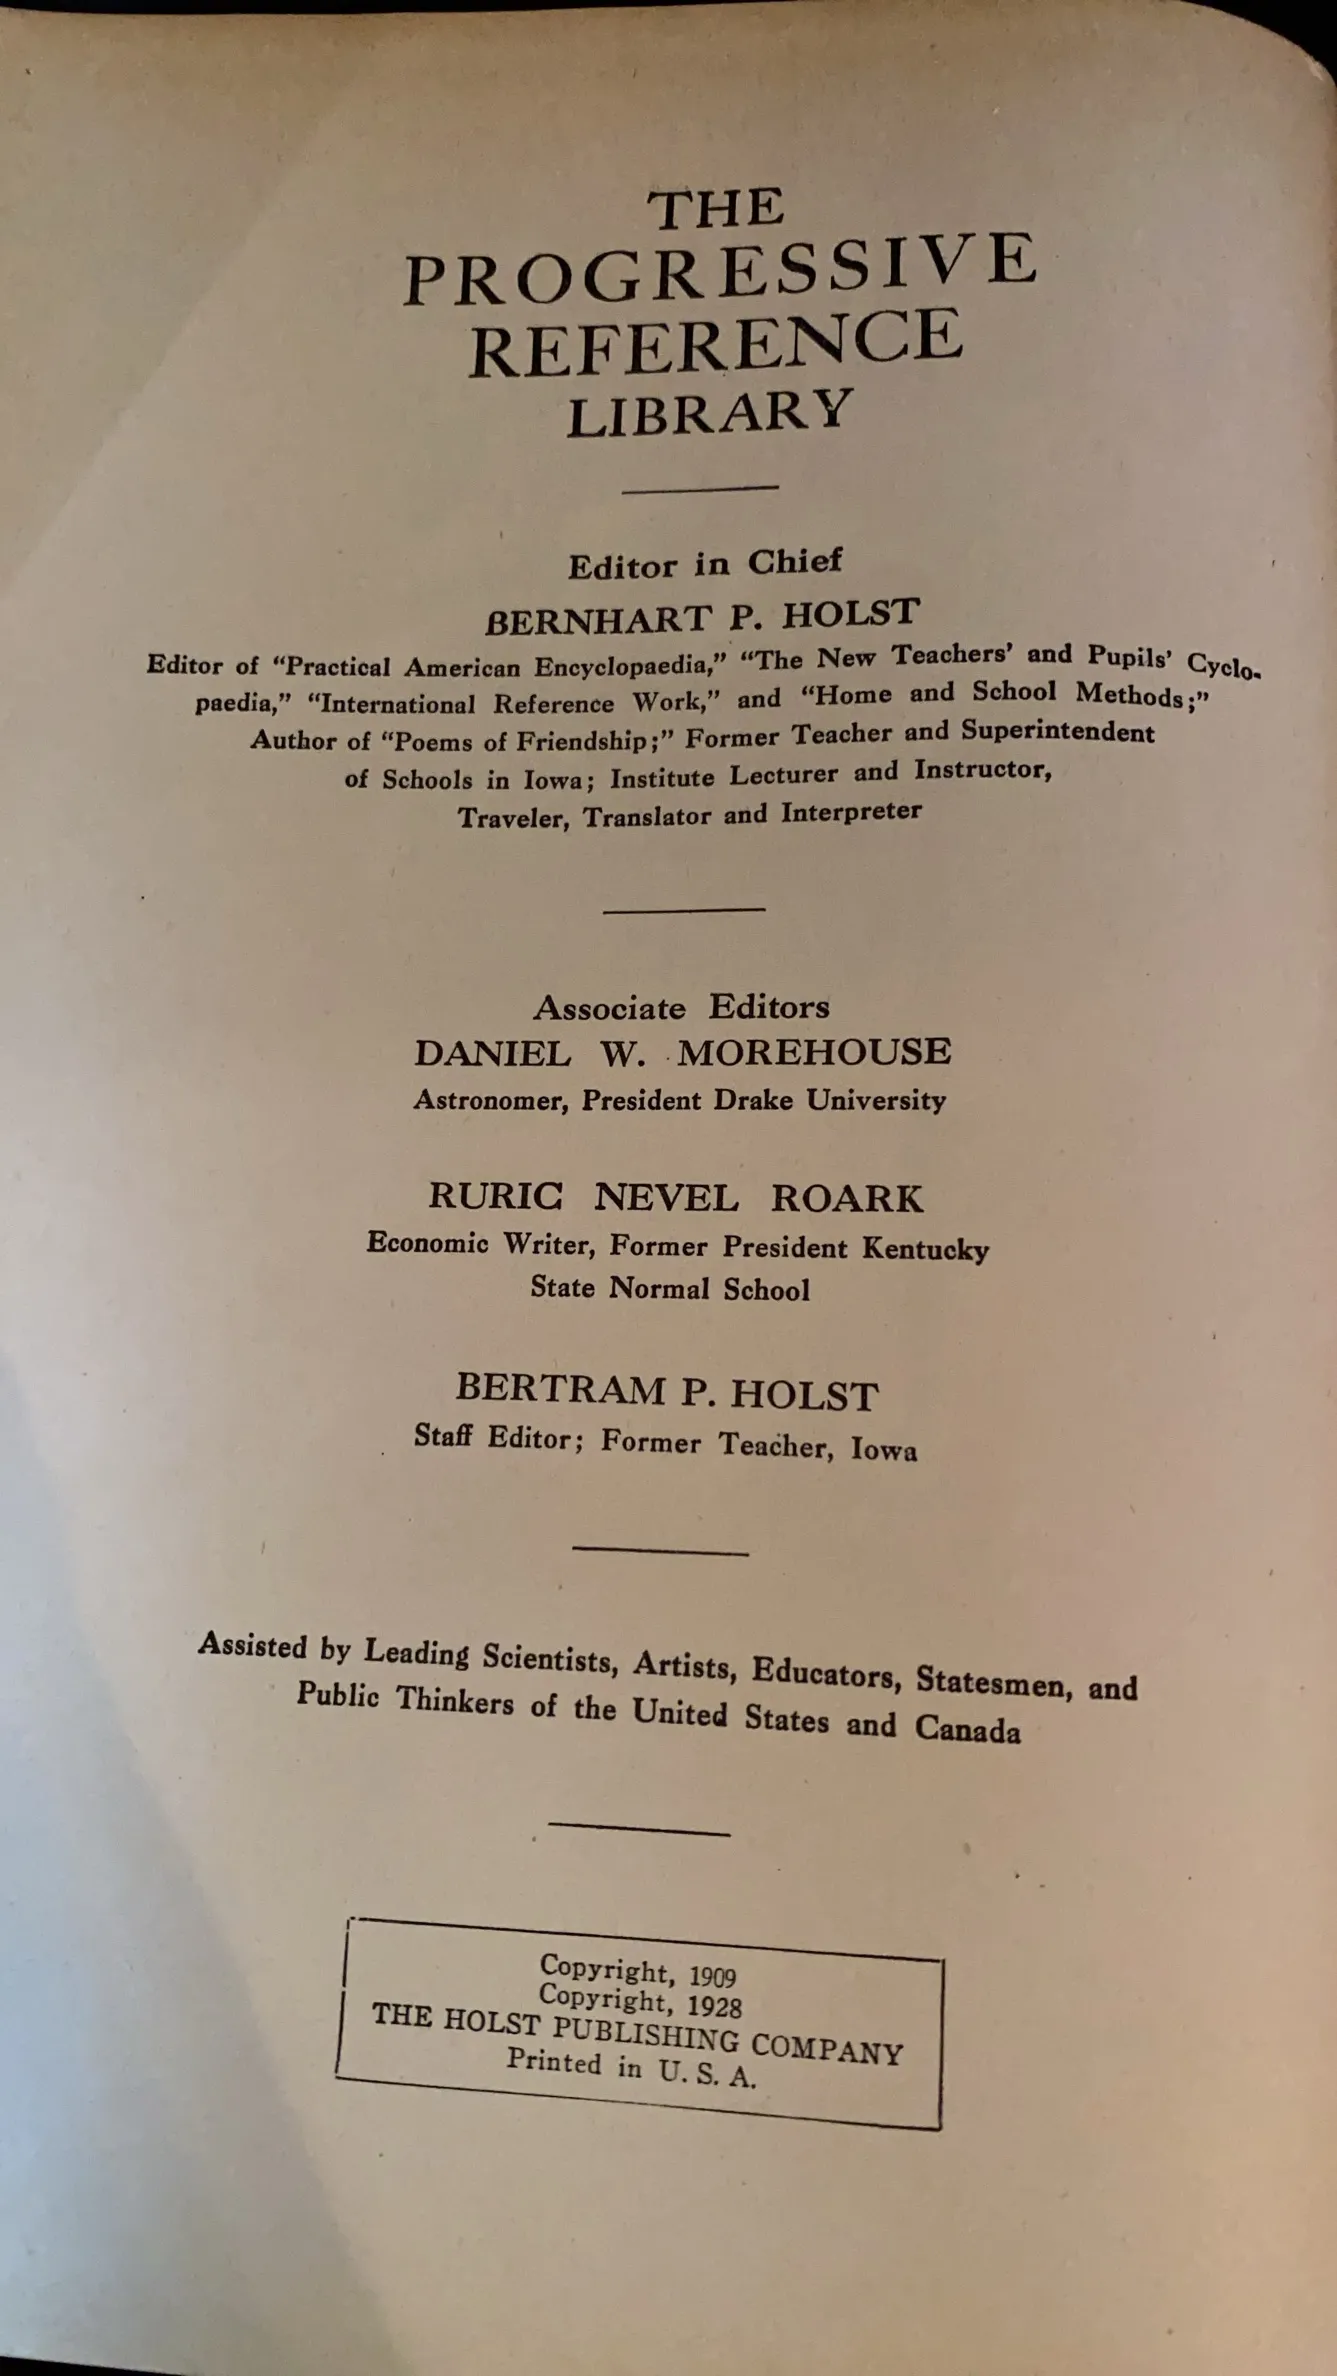 THE
PROGRESSIVE
REFERENCE
LIBRARY
Editor in Chief
BERNHART P. HOLST
Editor of “Practical American Encyclopaedia,” “The New Teachers’ and Pupils’ Cyclo-
paedia,” “International Reference Work,” and “Home and School Methods;”
Author of “Poems of Friendship;” Former Teacher and Superintendent
of Schools in Iowa; Institute Lecturer and Instructor,
Traveler, Translator and Interpreter
Associate Editors
DANIEL W. MOREHOUSE
Astronomer, President Drake University
RURIC NEVEL ROARK
Economic Writer, Former President Kentucky
State Normal School
BERTRAM P. HOLST
Staff Editor; Former Teacher, Iowa
Assisted by Leading Scientists, Artists, Educators, Statesmen, and
Public Thinkers of the United States and Canada
Copyright, 1909
Copyright, 1928
THE HOLST PUBLISHING COMPANY
Printed in U. S. A.